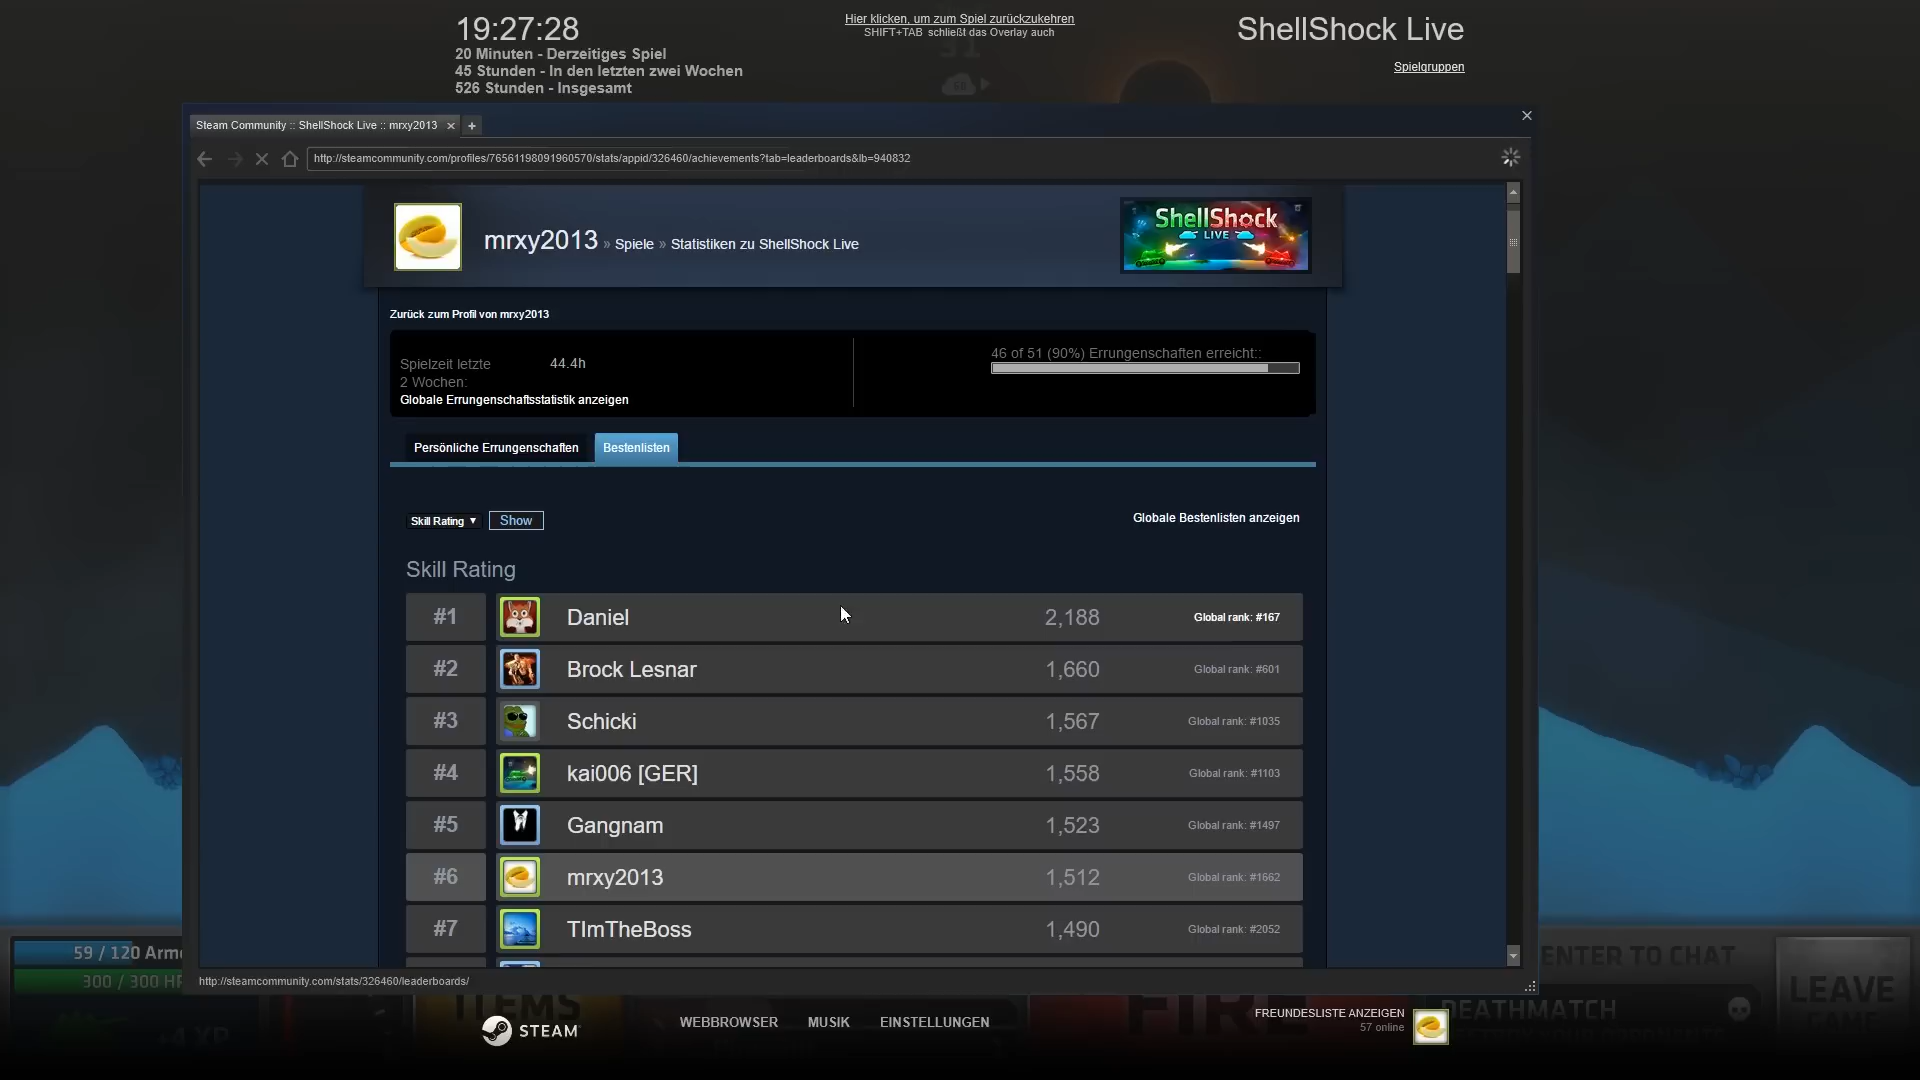 19:27:28
20 Minuten - Derzeitiges Spiel
45 Stunden - In den letzten zwei Wochen
526 Stunden - Insgesamt
Hier klicken, um zum Spiel zurückzukehren
SHIFT+TAB schließt das Overlay auch
ShellShock Live
Spielgruppen
Steam Community :: ShellShock Live :: mrxy2013
http://steamcommunity.com/profiles/76561198091960570/stats/appid/326460/achievements?tab=leaderboards&lb=940832
mrxy2013 » Spiele » Statistiken zu ShellShock Live
ShellShock
LIVE
Zurück zum Profil von mrxy2013
Spielzeit letzte 2 Wochen: 44.4h
Globale Errungenschaftsstatistik anzeigen
46 of 51 (90%) Errungenschaften erreicht::
Persönliche Errungenschaften Bestenlisten
Skill Rating ▼ Show
Globale Bestenlisten anzeigen
Skill Rating
#1 Daniel 2,188 Global rank: #167
#2 Brock Lesnar 1,660 Global rank: #601
#3 Schicki 1,567 Global rank: #1035
#4 kai006 [GER] 1,558 Global rank: #1103
#5 Gangnam 1,523 Global rank: #1497
#6 mrxy2013 1,512 Global rank: #1662
#7 TImTheBoss 1,490 Global rank: #2052
http://steamcommunity.com/stats/326460/leaderboards/
59 / 120 Armo
300 / 300 HP
+4 XP
ITEMS
FIRE
ENTER TO CHAT
DEATHMATCH
LEAVE
GAME
STEAM
WEBBROWSER MUSIK EINSTELLUNGEN
FREUNDESLISTE ANZEIGEN
57 online